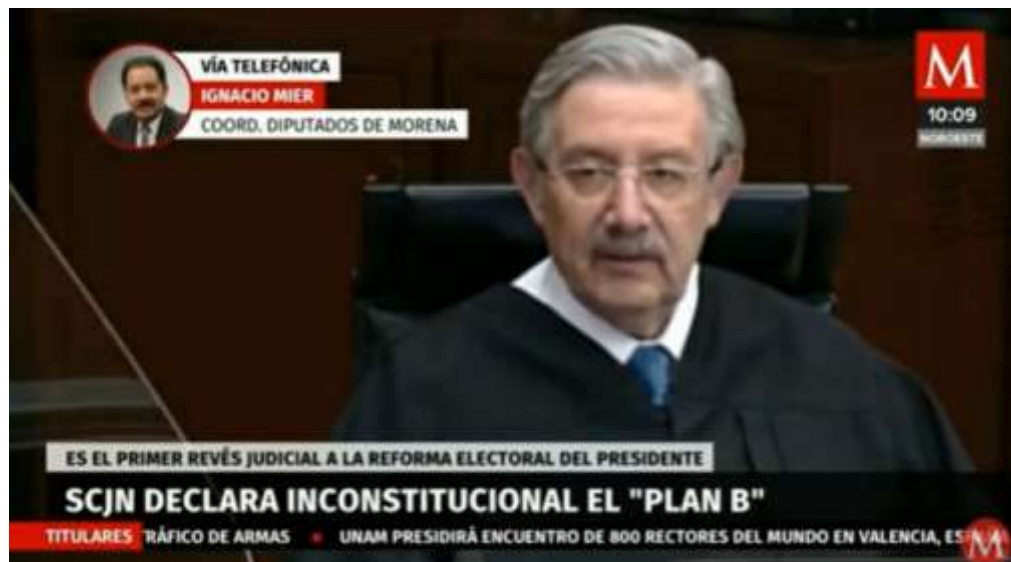 VÍA TELEFÓNICA
IGNACIO MIER
COORD. DIPUTADOS DE MORENA
M
10:09
NOROESTE
ES EL PRIMER REVÉS JUDICIAL A LA REFORMA ELECTORAL DEL PRESIDENTE
SCJN DECLARA INCONSTITUCIONAL EL "PLAN B"
TITULARES RÁFICO DE ARMAS • UNAM PRESIDIRÁ ENCUENTRO DE 800 RECTORES DEL MUNDO EN VALENCIA, ESPAÑA
M